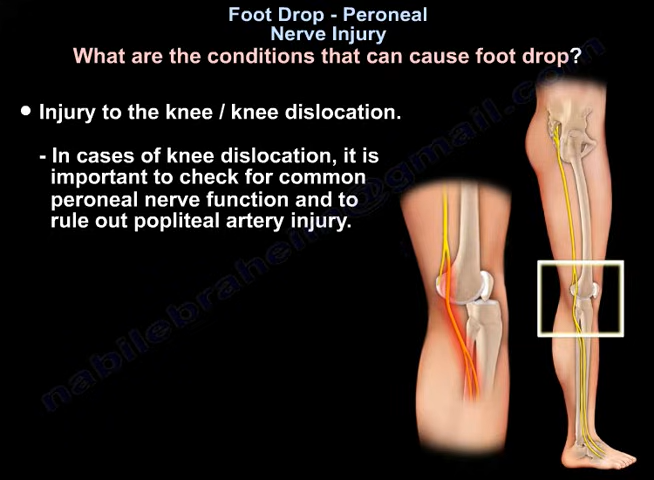 Foot Drop - Peroneal
Nerve Injury
What are the conditions that can cause foot drop?
• Injury to the knee / knee dislocation.
- In cases of knee dislocation, it is
important to check for common
peroneal nerve function and to
rule out popliteal artery injury.